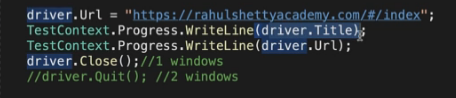 driver.Url = "https://rahulshettyacademy.com/#/index";
TestContext.Progress.WriteLine(driver.Title);
TestContext.Progress.WriteLine(driver.Url);
driver.Close();//1 windows
//driver.Quit(); //2 windows